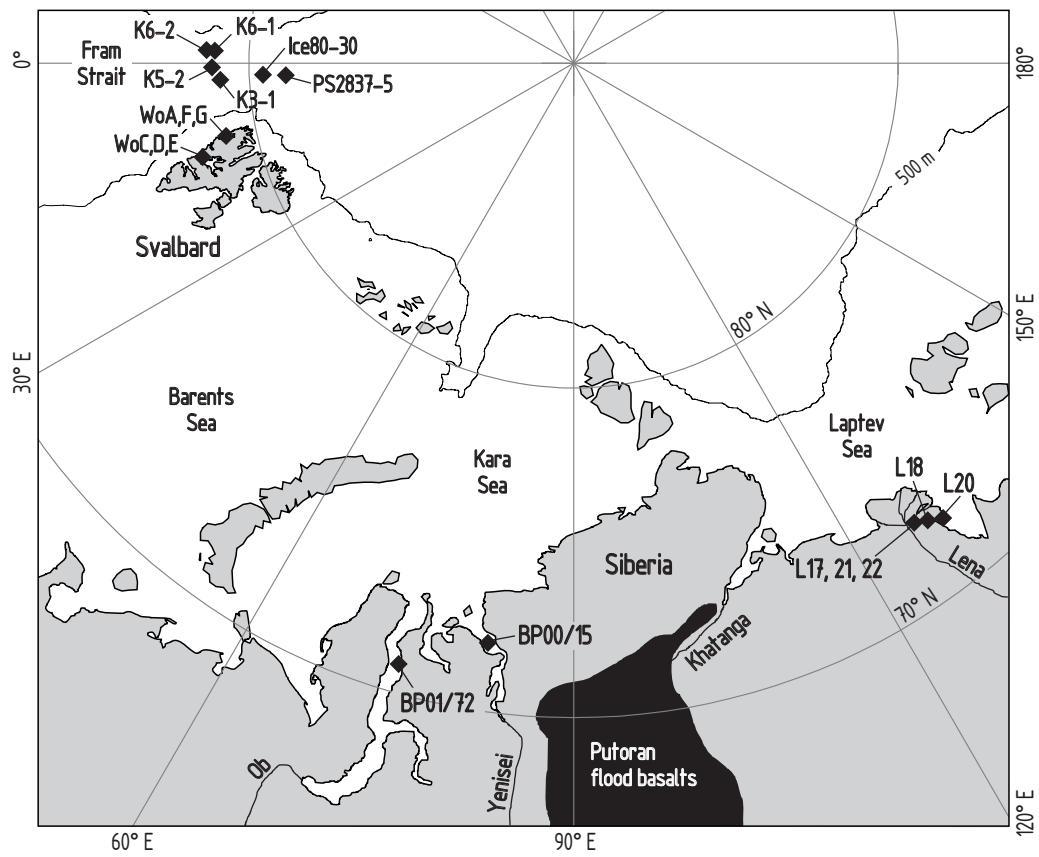 K6-2
K6-1
Fram
Strait
Ice80-30
0°
180°
K5-2
PS2837-5
K3-1
WoA,F,G
WoC,D,E
500 m
Svalbard
80° N
150° E
30° E
Barents
Sea
Laptev
Sea
Kara
Sea
L18
L20
Siberia
L17, 21, 22
Lena
70° N
BP00/15
Khatanga
BP01/72
Putoran
flood basalts
Ob
Yenisei
120° E
60° E
90° E